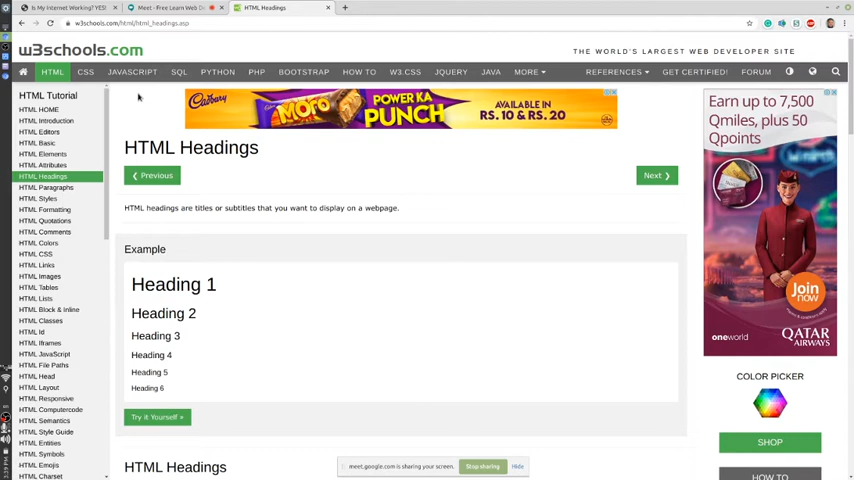 Is My Internet Working? YES!
Meet - Free Learn Web D
HTML Headings
w3schools.com/html/html_headings.asp
w3schools.com
THE WORLD'S LARGEST WEB DEVELOPER SITE
HTML CSS JAVASCRIPT SQL PYTHON PHP BOOTSTRAP HOW TO W3.CSS JQUERY JAVA MORE REFERENCES GET CERTIFIED! FORUM
HTML Tutorial
HTML HOME
HTML Introduction
HTML Editors
HTML Basic
HTML Elements
HTML Attributes
HTML Headings
HTML Paragraphs
HTML Styles
HTML Formatting
HTML Quotations
HTML Comments
HTML Colors
HTML CSS
HTML Links
HTML Images
HTML Tables
HTML Lists
HTML Block & Inline
HTML Classes
HTML Id
HTML Iframes
HTML JavaScript
HTML File Paths
HTML Head
HTML Layout
HTML Responsive
HTML Computercode
HTML Semantics
HTML Style Guide
HTML Entities
HTML Symbols
HTML Emojis
HTML Charset
Cadbury
MOFO
POWER KA
PUNCH
AVAILABLE IN
RS. 10 & RS. 20
HTML Headings
❮ Previous
Next ❯
HTML headings are titles or subtitles that you want to display on a webpage.
Example
Heading 1
Heading 2
Heading 3
Heading 4
Heading 5
Heading 6
Try it Yourself »
HTML Headings
meet.google.com is sharing your screen.
Stop sharing
Hide
Earn up to 7,500
Qmiles, plus 50
Qpoints
Join
now
oneworld
QATAR
AIRWAYS
COLOR PICKER
SHOP
HOW TO
3:39 PM